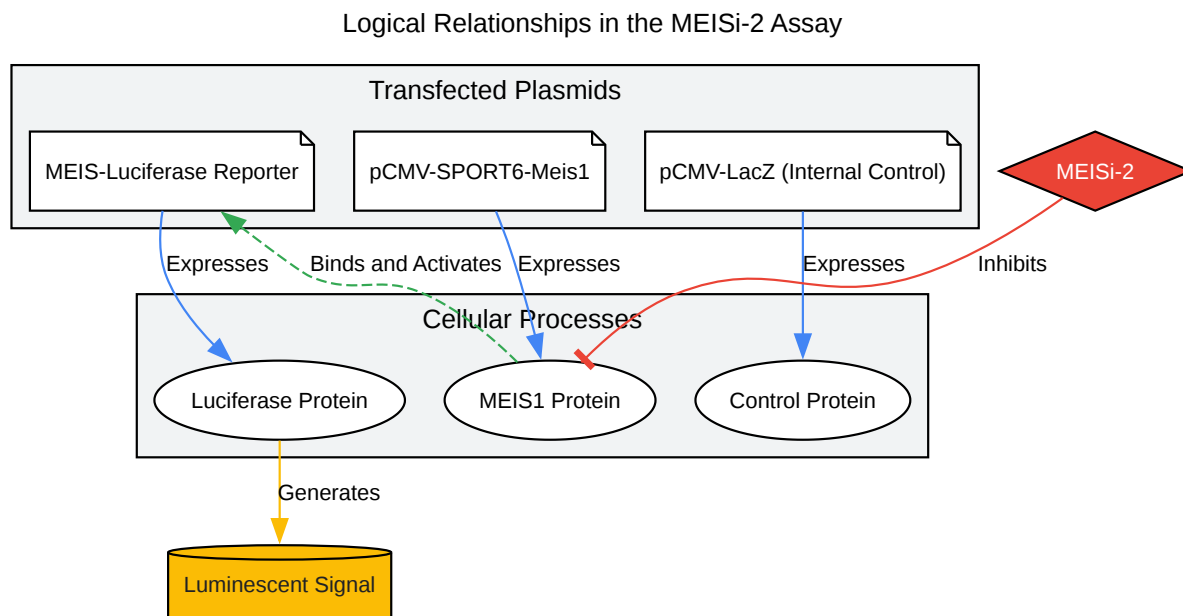 Logical Relationships in the MEISi-2 Assay
Transfected Plasmids
MEIS-Luciferase Reporter
pCMV-SPORT6-Meis1
pCMV-LacZ (Internal Control)
MEISi-2
Expresses
Binds and Activates
Expresses
Expresses
Inhibits
Cellular Processes
Luciferase Protein
MEIS1 Protein
Control Protein
Generates
Luminescent Signal